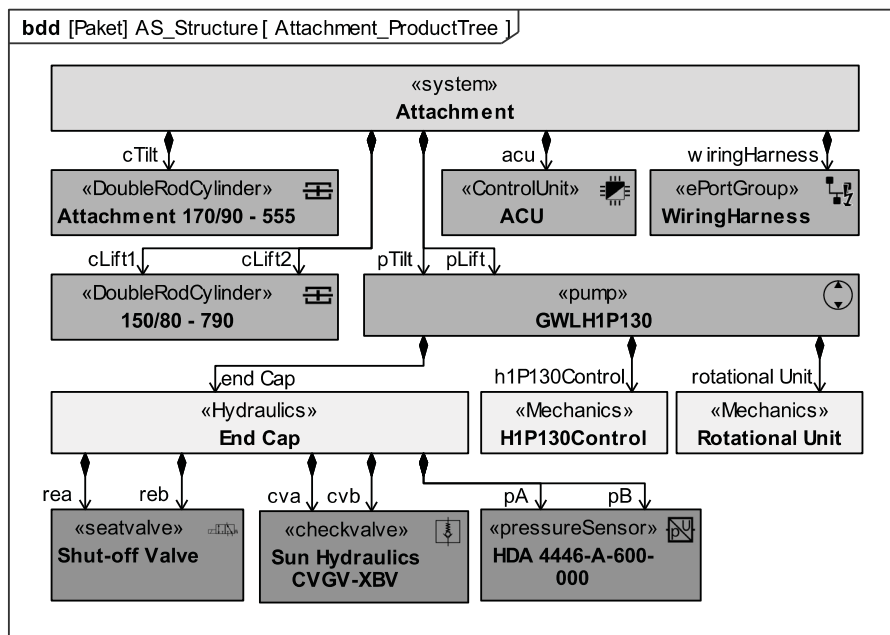 bdd [Paket] AS_Structure [ Attachment_ProductTree ]
«system»
Attachment
cTilt
acu
wiringHarness
«DoubleRodCylinder»
Attachment 170/90 - 555
«ControlUnit»
ACU
«ePortGroup»
WiringHarness
cLift1
cLift2
pTilt
pLift
«DoubleRodCylinder»
150/80 - 790
«pump»
GWLH1P130
end Cap
h1P130Control
rotational Unit
«Hydraulics»
End Cap
«Mechanics»
H1P130Control
«Mechanics»
Rotational Unit
rea
reb
cva
cvb
pA
pB
«seatvalve»
Shut-off Valve
«checkvalve»
Sun Hydraulics
CVGV-XBV
«pressureSensor»
p U
HDA 4446-A-600-
000